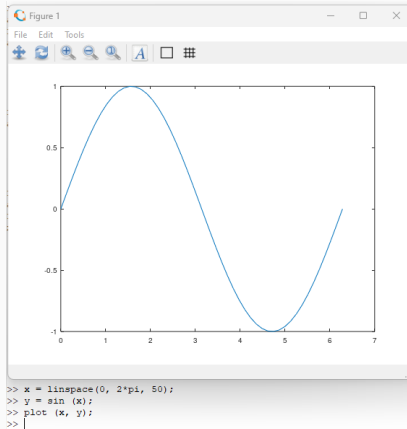 Figure 1
File Edit Tools
A
1
0.5
0
-0.5
-1
0 1 2 3 4 5 6 7
>> x = linspace(0, 2*pi, 50);
>> y = sin (x);
>> plot (x, y);
>>